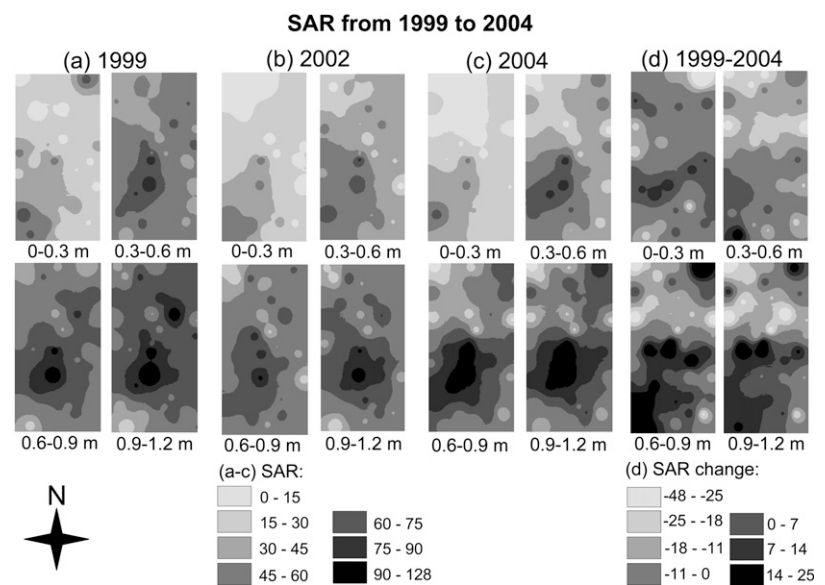 SAR from 1999 to 2004
(a) 1999
(b) 2002
(c) 2004
(d) 1999-2004
0-0.3 m
0.3-0.6 m
0-0.3 m
0.3-0.6 m
0-0.3 m
0.3-0.6 m
0-0.3 m
0.3-0.6 m
0.6-0.9 m
0.9-1.2 m
0.6-0.9 m
0.9-1.2 m
0.6-0.9 m
0.9-1.2 m
0.6-0.9 m
0.9-1.2 m
N
(a-c) SAR:
0 - 15
15 - 30
30 - 45
45 - 60
60 - 75
75 - 90
90 - 128
(d) SAR change:
-48 - -25
-25 - -18
-18 - -11
-11 - 0
0 - 7
7 - 14
14 - 25